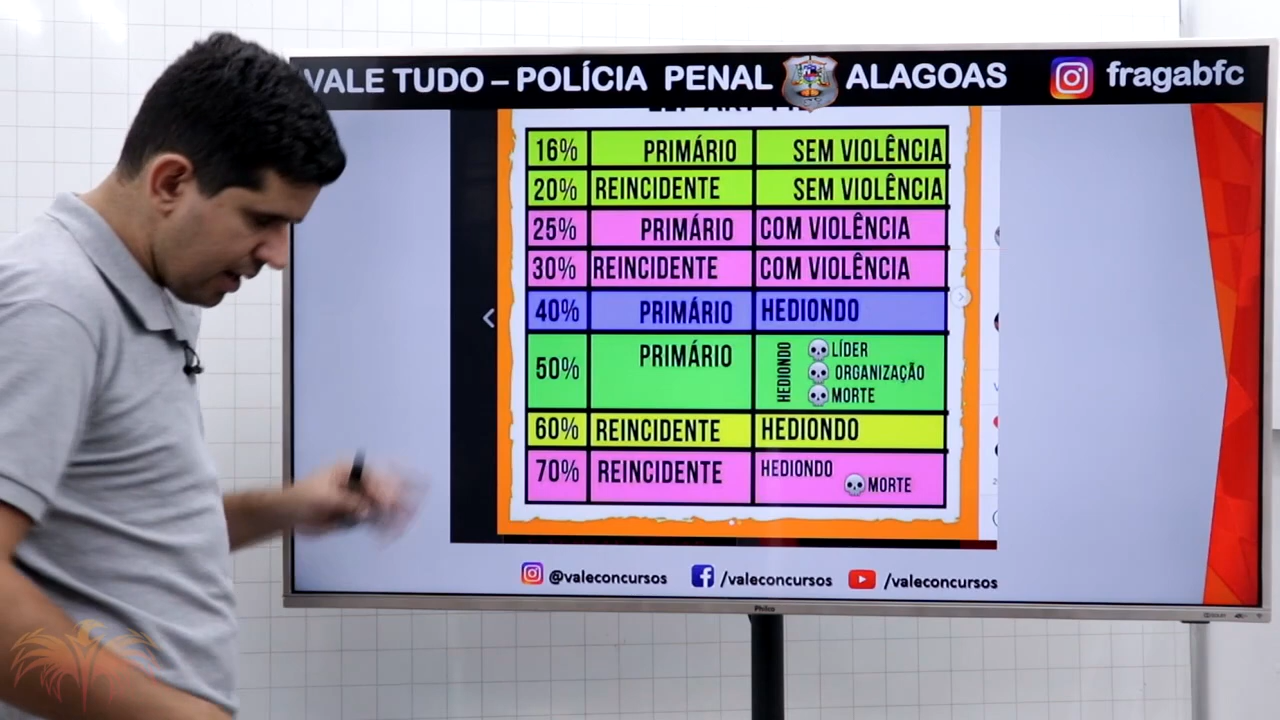 VALE TUDO – POLÍCIA PENAL ALAGOAS fragabfc
16% PRIMÁRIO SEM VIOLÊNCIA
20% REINCIDENTE SEM VIOLÊNCIA
25% PRIMÁRIO COM VIOLÊNCIA
30% REINCIDENTE COM VIOLÊNCIA
40% PRIMÁRIO HEDIONDO
50% PRIMÁRIO HEDIONDO LÍDER
ORGANIZAÇÃO
MORTE
60% REINCIDENTE HEDIONDO
70% REINCIDENTE HEDIONDO
MORTE
@valeconcursos /valeconcursos /valeconcursos
Philco